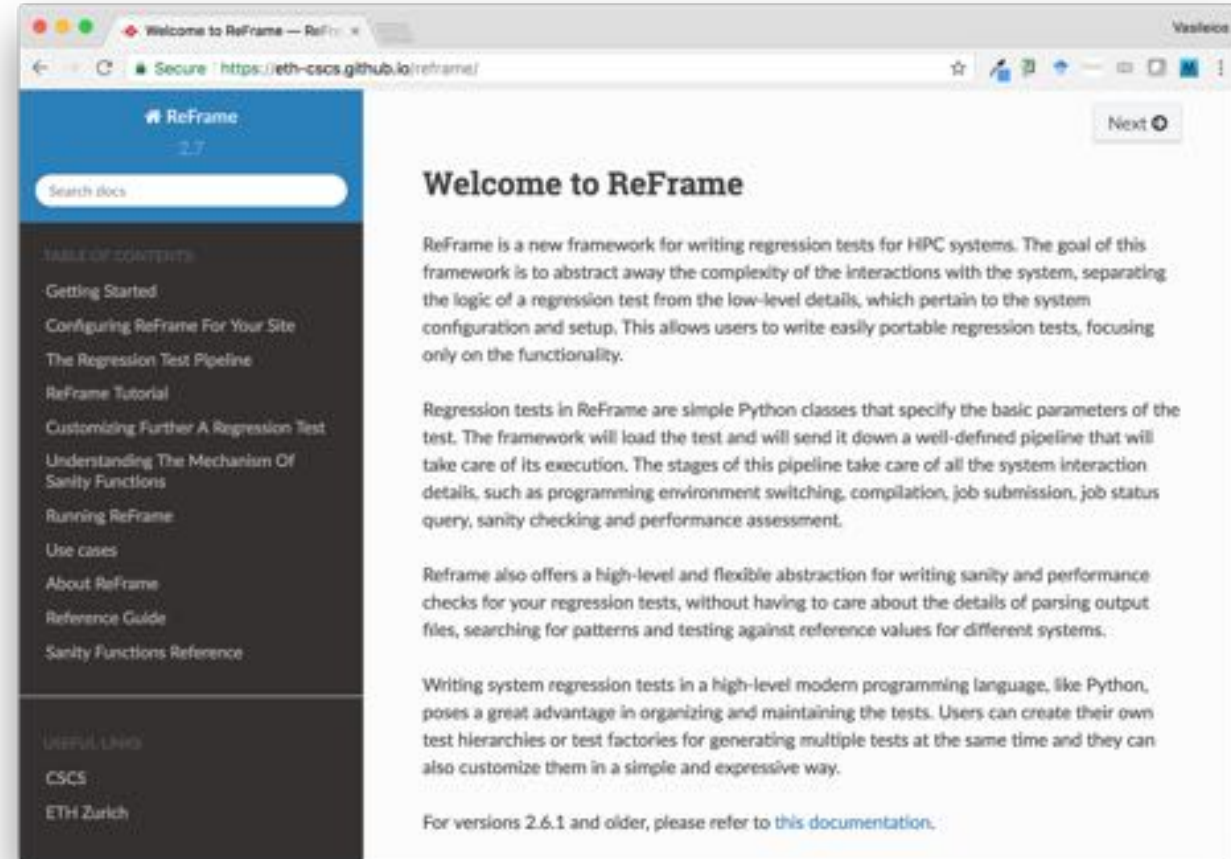 Welcome to ReFrame — ReFr
Vasileios
Secure https://eth-cscs.github.io/reframe/
ReFrame
2.7
Search docs
TABLE OF CONTENTS:
Getting Started
Configuring ReFrame For Your Site
The Regression Test Pipeline
ReFrame Tutorial
Customizing Further A Regression Test
Understanding The Mechanism Of
Sanity Functions
Running ReFrame
Use cases
About ReFrame
Reference Guide
Sanity Functions Reference
USEFUL LINKS
CSCS
ETH Zurich
Next
Welcome to ReFrame
ReFrame is a new framework for writing regression tests for HPC systems. The goal of this
framework is to abstract away the complexity of the interactions with the system, separating
the logic of a regression test from the low-level details, which pertain to the system
configuration and setup. This allows users to write easily portable regression tests, focusing
only on the functionality.
Regression tests in ReFrame are simple Python classes that specify the basic parameters of the
test. The framework will load the test and will send it down a well-defined pipeline that will
take care of its execution. The stages of this pipeline take care of all the system interaction
details, such as programming environment switching, compilation, job submission, job status
query, sanity checking and performance assessment.
Reframe also offers a high-level and flexible abstraction for writing sanity and performance
checks for your regression tests, without having to care about the details of parsing output
files, searching for patterns and testing against reference values for different systems.
Writing system regression tests in a high-level modern programming language, like Python,
poses a great advantage in organizing and maintaining the tests. Users can create their own
test hierarchies or test factories for generating multiple tests at the same time and they can
also customize them in a simple and expressive way.
For versions 2.6.1 and older, please refer to this documentation.